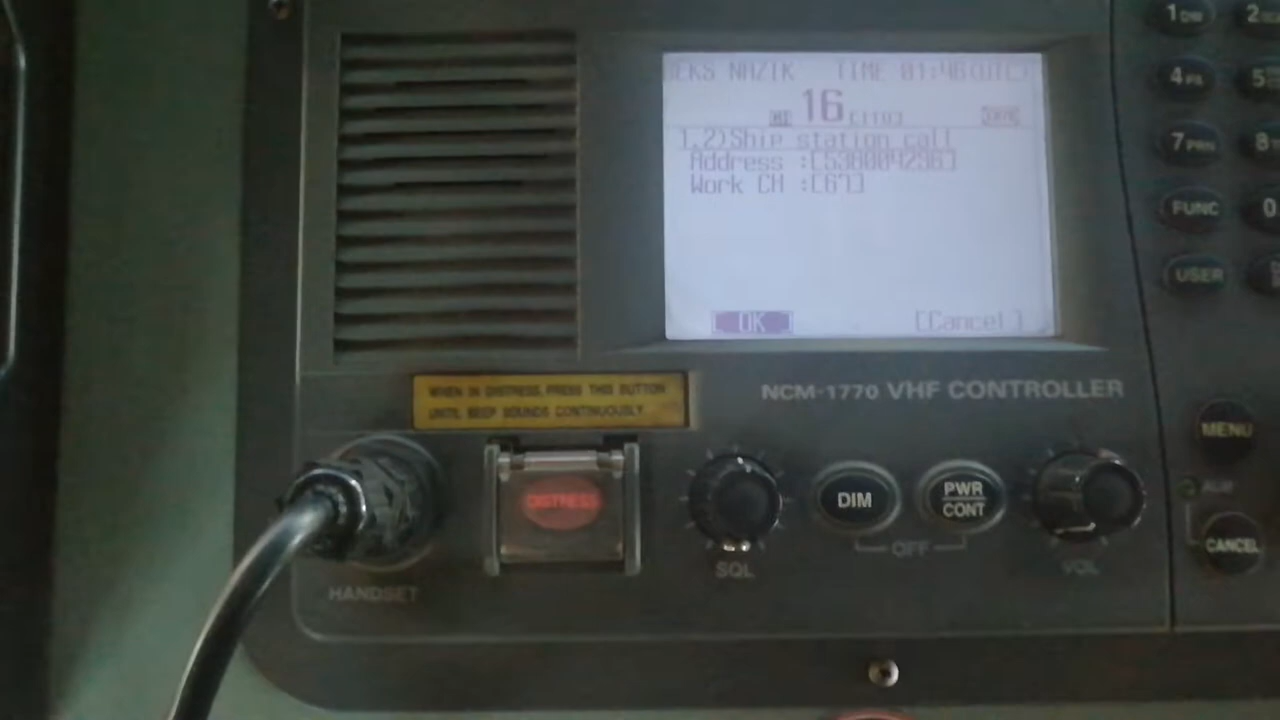 TIME 01:46(UTC)
16
1.2)Ship station call
Address :[538009236]
Work CH :[67]
[OK]
[Cancel]
NCM-1770 VHF CONTROLLER
WHEN IN DISTRESS PRESS THIS BUTTON
UNTIL BEEP SOUNDS CONTINUOUSLY.
DISTRESS
DIM
PWR
CONT
OFF
HANDSET
SQL
VOL
1
2
4
5
7
8
FUNC
0
USER
MENU
CANCEL